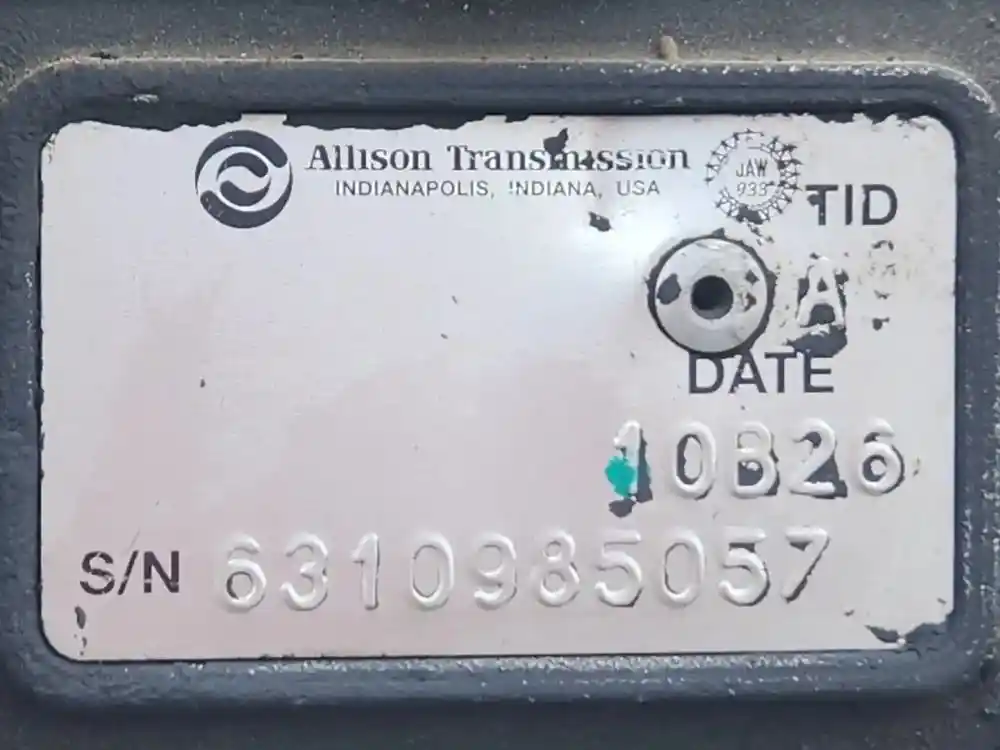 Allison Transmission
INDIANAPOLIS, INDIANA, USA
JAW
933
TID
A
DATE
10B26
S/N 6310985057